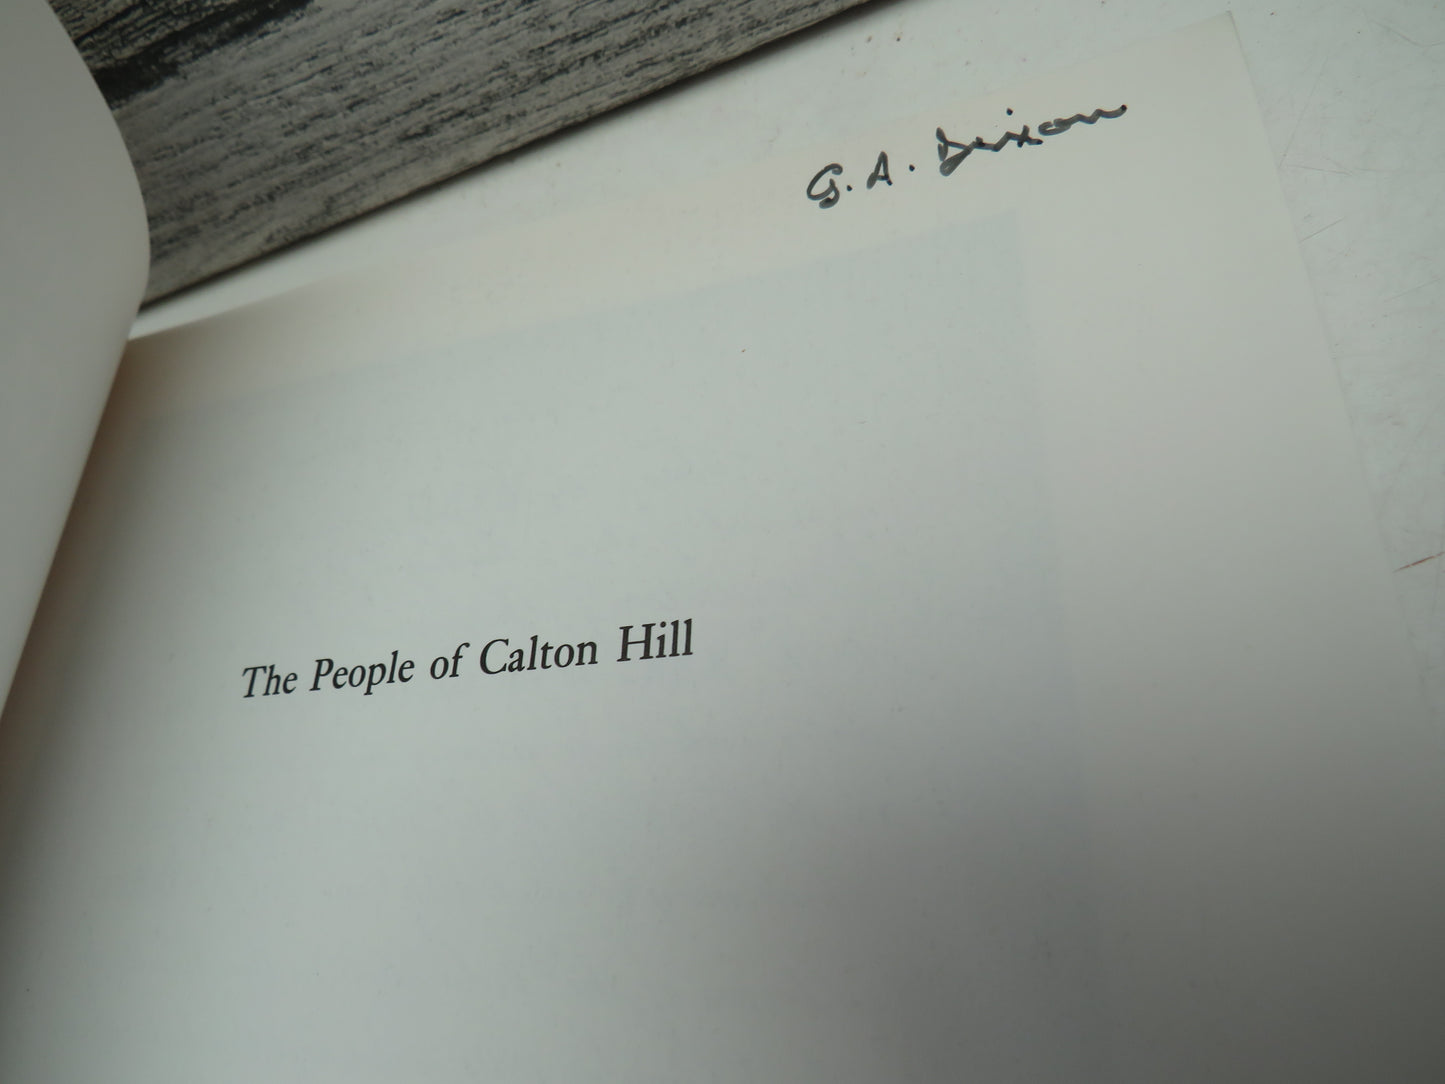 G. A. Dixon
The People of Calton Hill